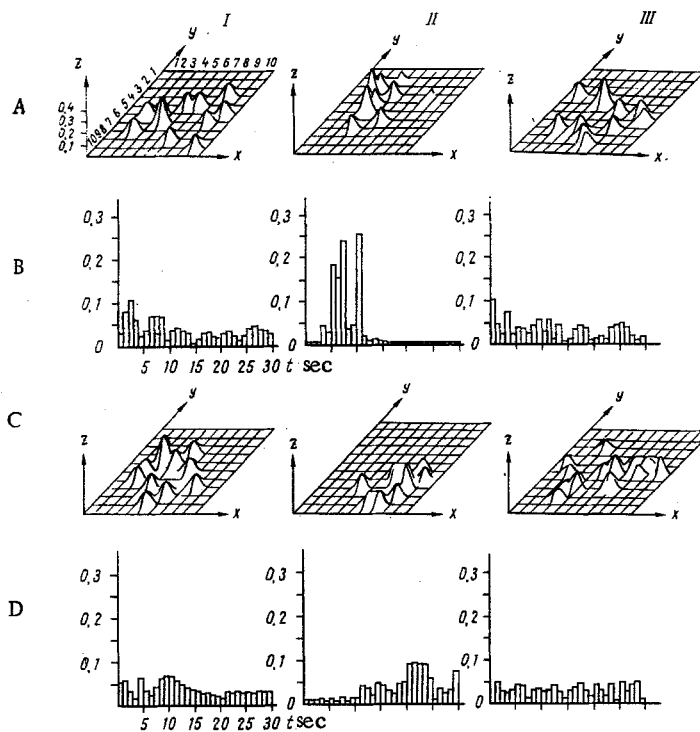 I II III
A
z y 1 2 3 4 5 6 7 8 9 10
10 9 8 7 6 5 4 3 2 1
0,4
0,3
0,2
0,1
x
z y x
z y x
B
0,3 0,3 0,3
0,2 0,2 0,2
0,1 0,1 0,1
0 0 0
5 10 15 20 25 30 t sec
C
z y x
z y x
z y x
D
0,3 0,3 0,3
0,2 0,2 0,2
0,1 0,1 0,1
0 0
5 10 15 20 25 30 t sec